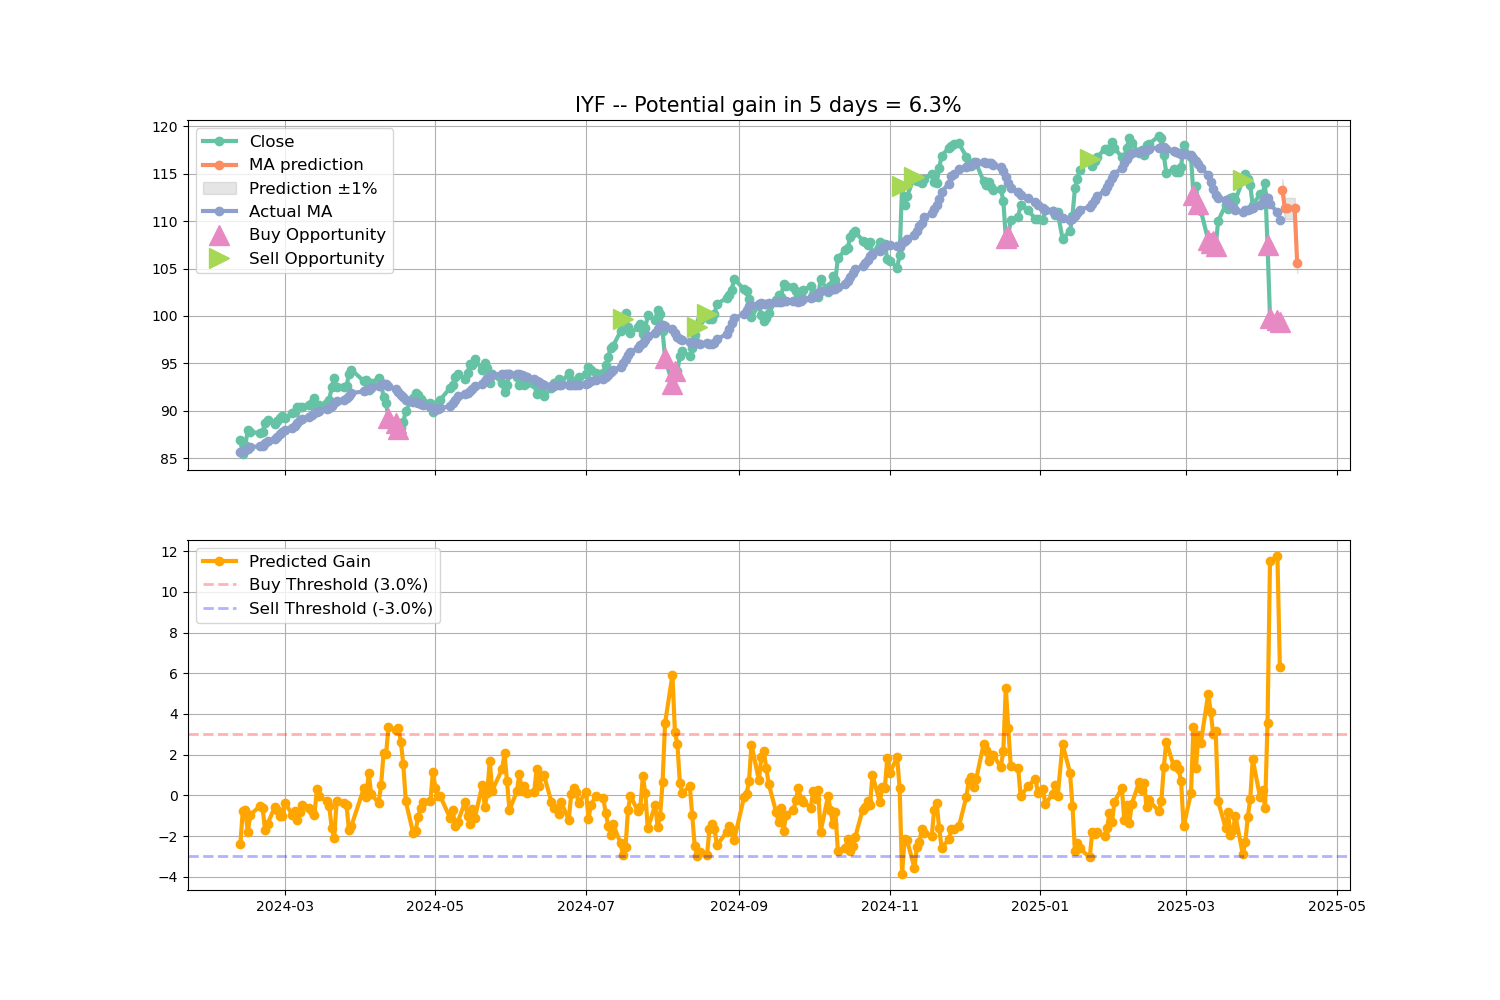 IYF -- Potential gain in 5 days = 6.3%
120
115
110
105
100
95
90
85
Close
MA prediction
Prediction ±1%
Actual MA
Buy Opportunity
Sell Opportunity
12
10
8
6
4
2
0
−2
−4
Predicted Gain
Buy Threshold (3.0%)
Sell Threshold (-3.0%)
2024-03
2024-05
2024-07
2024-09
2024-11
2025-01
2025-03
2025-05